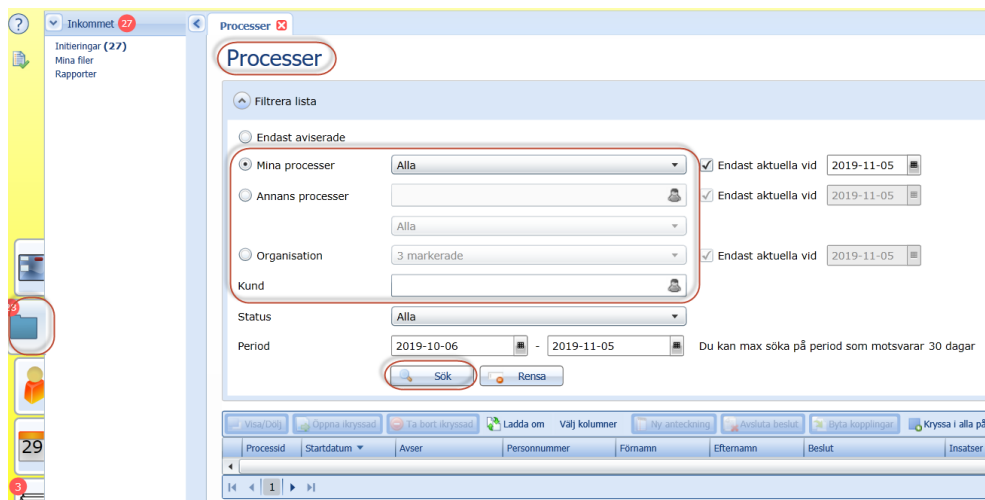 ? Inkommet 27
Initieringar (27)
Mina filer
Rapporter
Processer
Processer
Filtrera lista
Endast aviserade
Mina processer Alla Endast aktuella vid 2019-11-05
Annans processer Endast aktuella vid 2019-11-05
Alla
Organisation 3 markerade Endast aktuella vid 2019-11-05
Kund
Status Alla
Period 2019-10-06 - 2019-11-05 Du kan max söka på period som motsvarar 30 dagar
Sök Rensa
Visa/Dölj Öppna ikryssad Ta bort ikryssad Ladda om Välj kolumner Ny anteckning Avsluta beslut Byta kopplingar Kryssa i alla på
Processid Startdatum Avser Personnummer Förnamn Efternamn Beslut Insatser
1
29
3